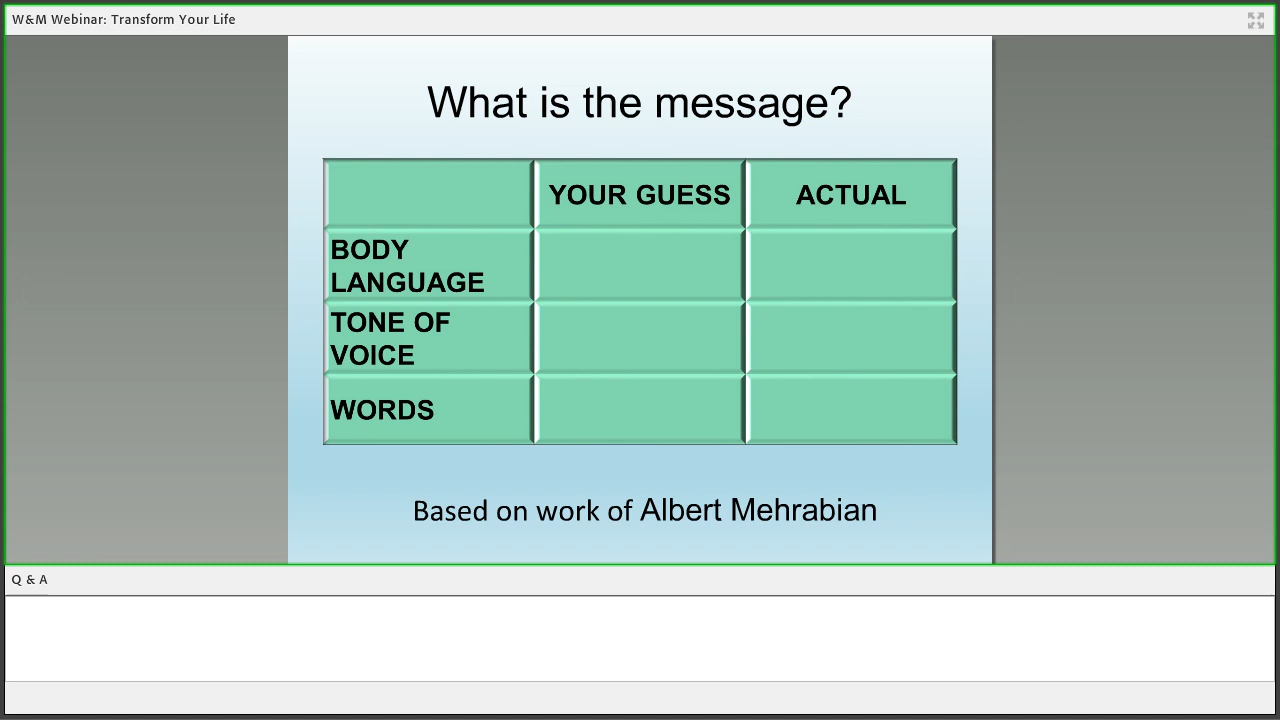 W&M Webinar: Transform Your Life
What is the message?
YOUR GUESS
ACTUAL
BODY
LANGUAGE
TONE OF
VOICE
WORDS
Based on work of Albert Mehrabian
Q & A